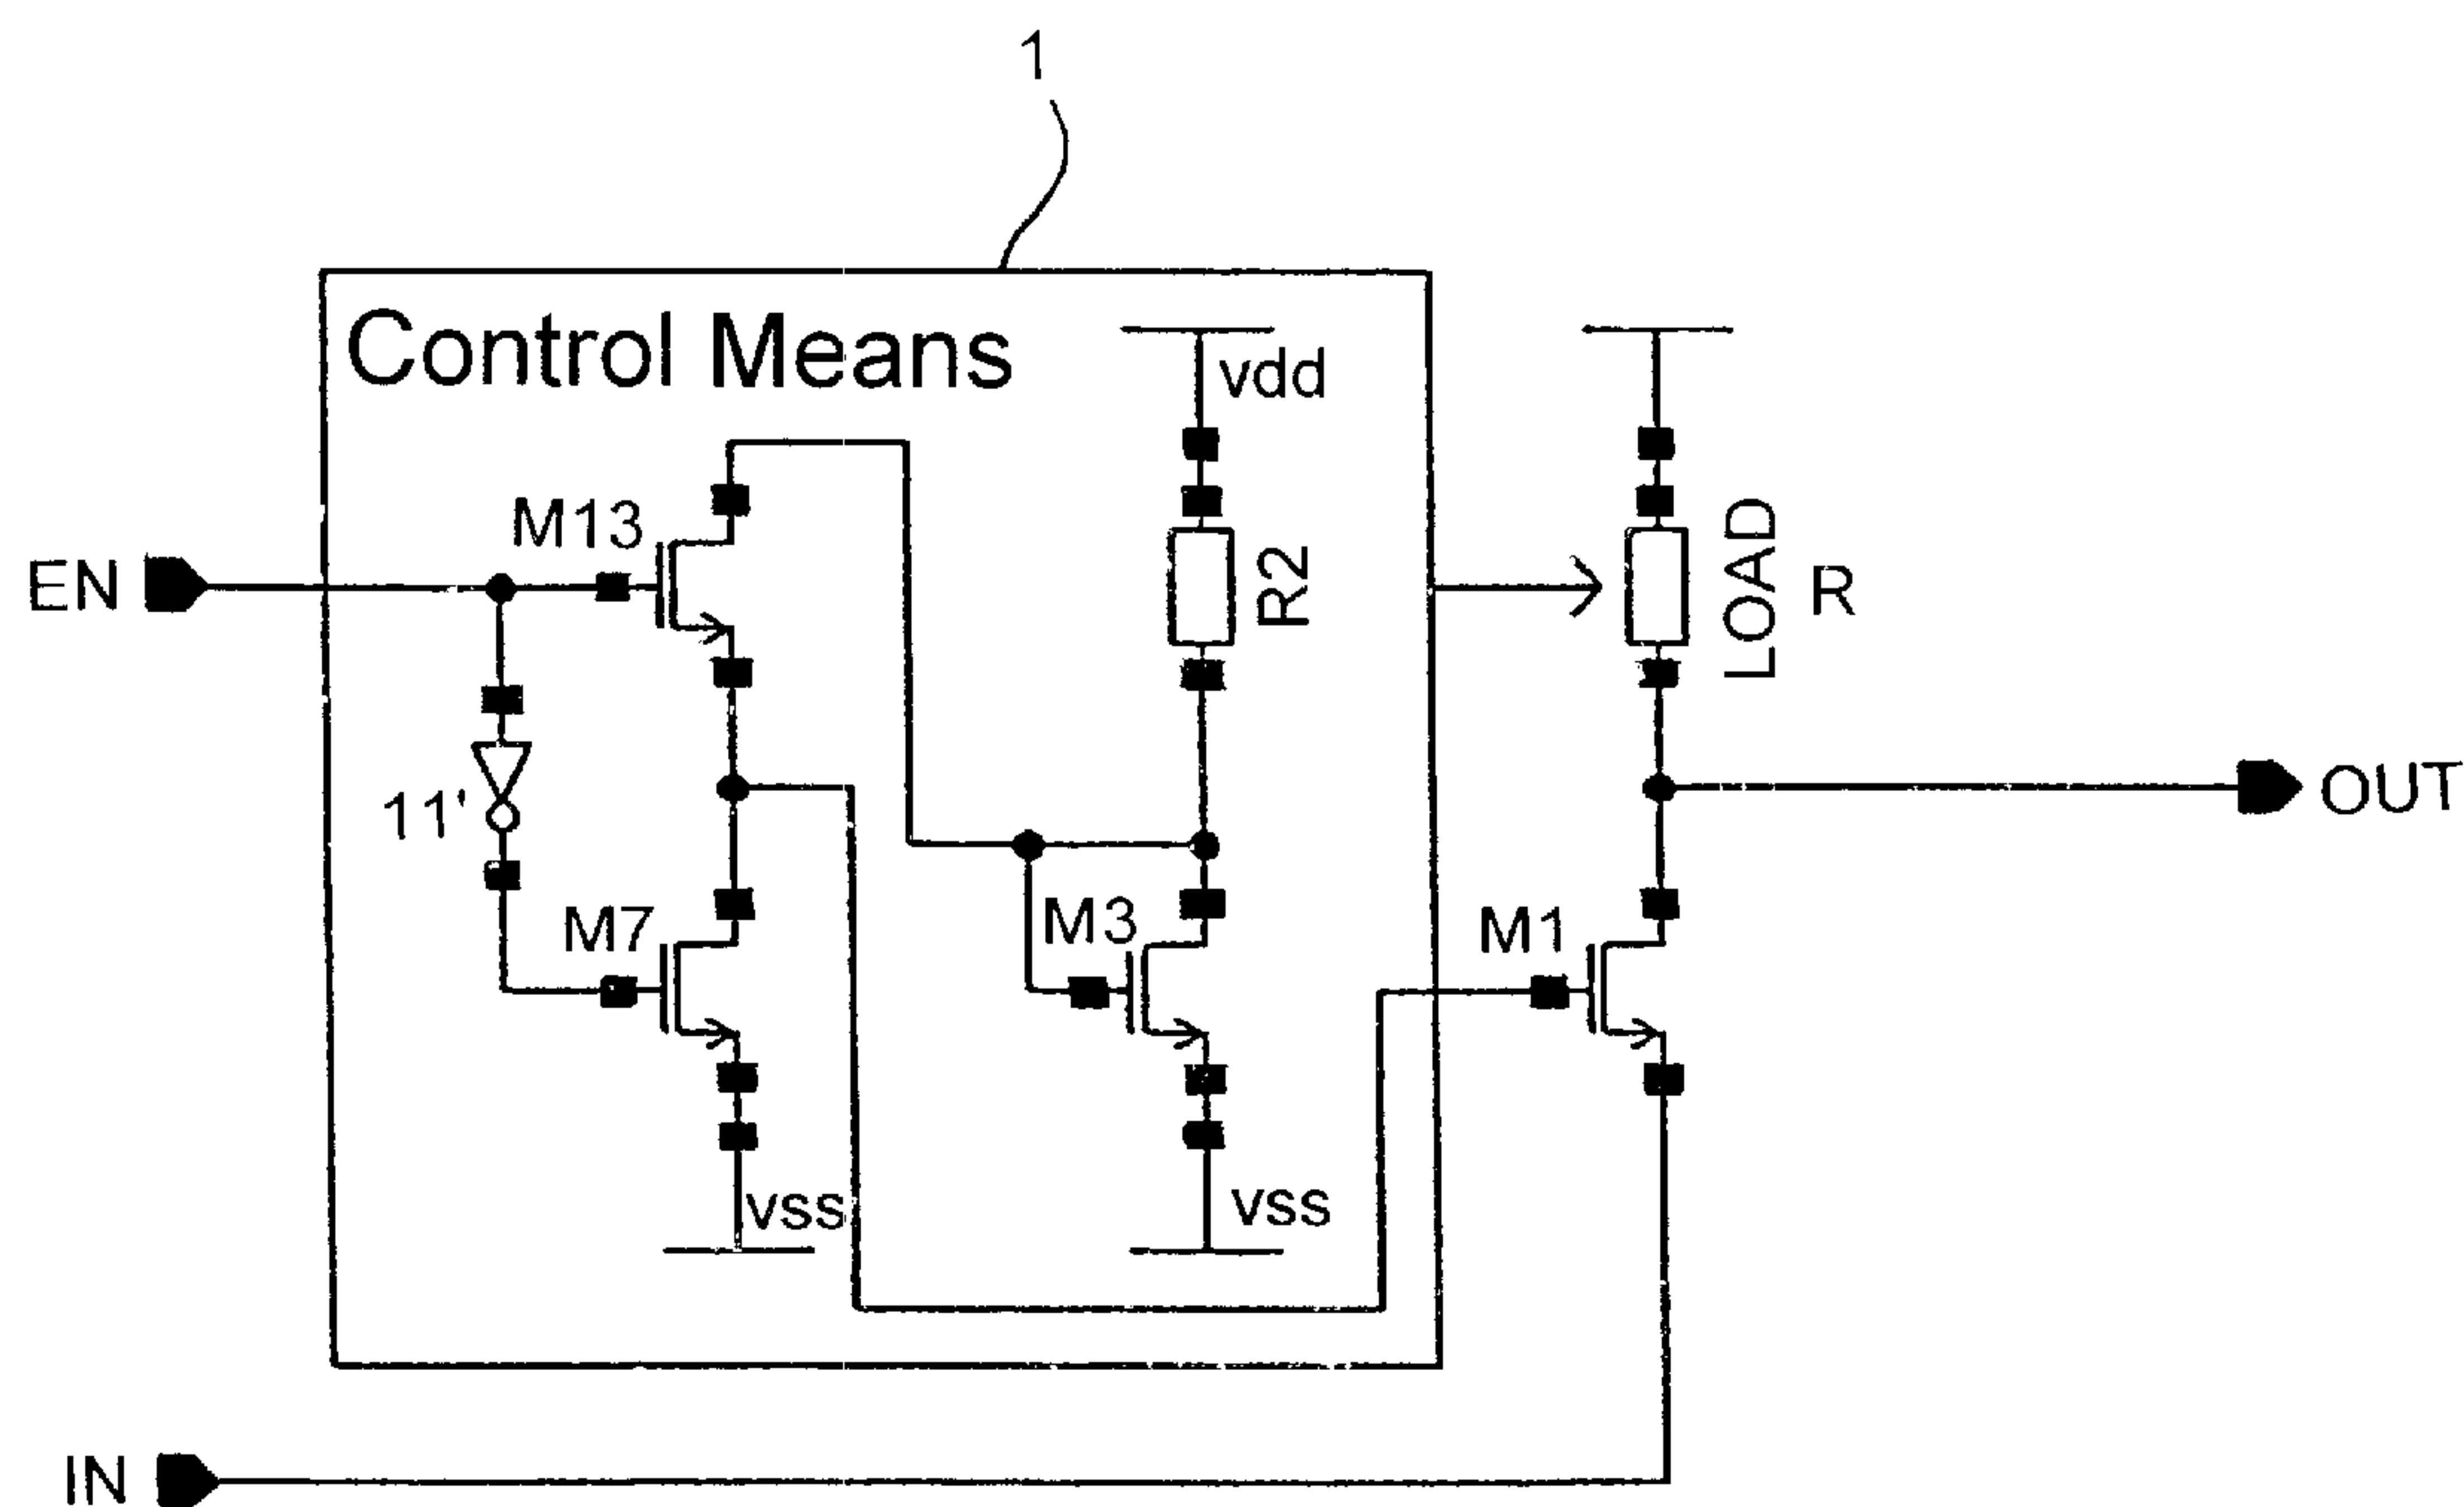 1
Control Means
vdd
M13
EN
R2
LOAD
R
11'
OUT
M7
M3
M1
vss
vss
IN